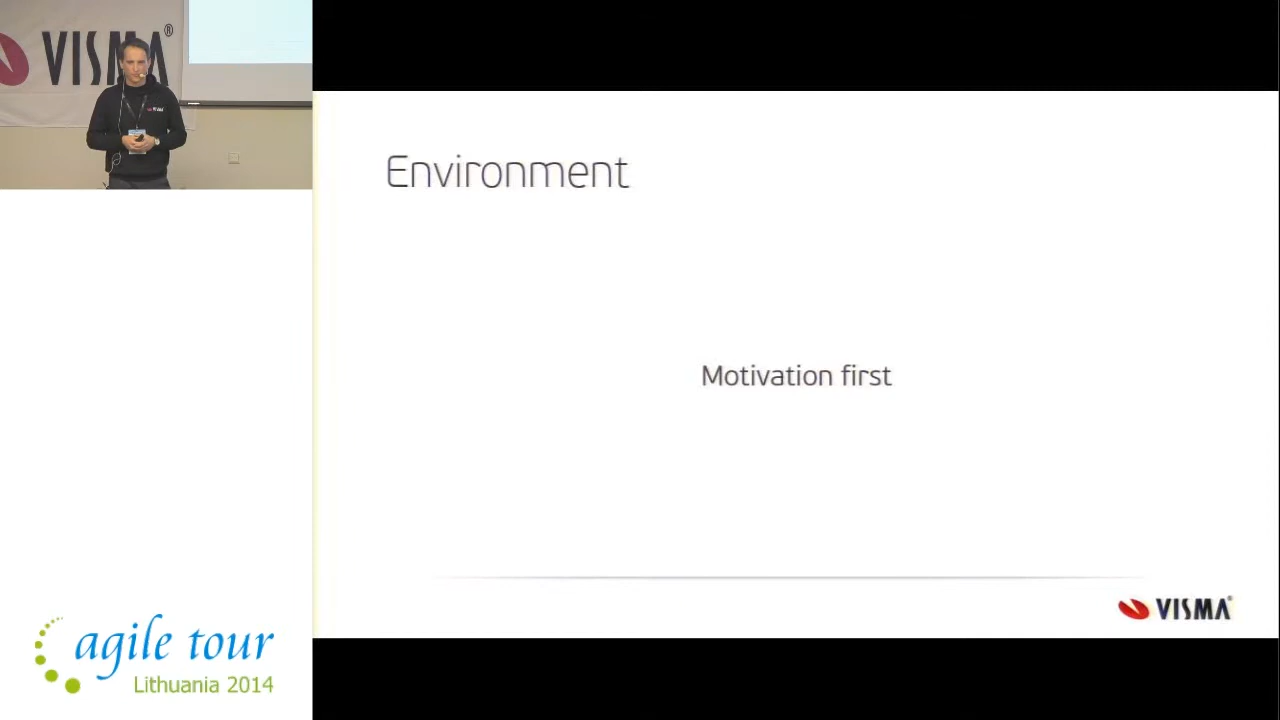 VISMA®
Environment
Motivation first
VISMA®
agile tour
Lithuania 2014